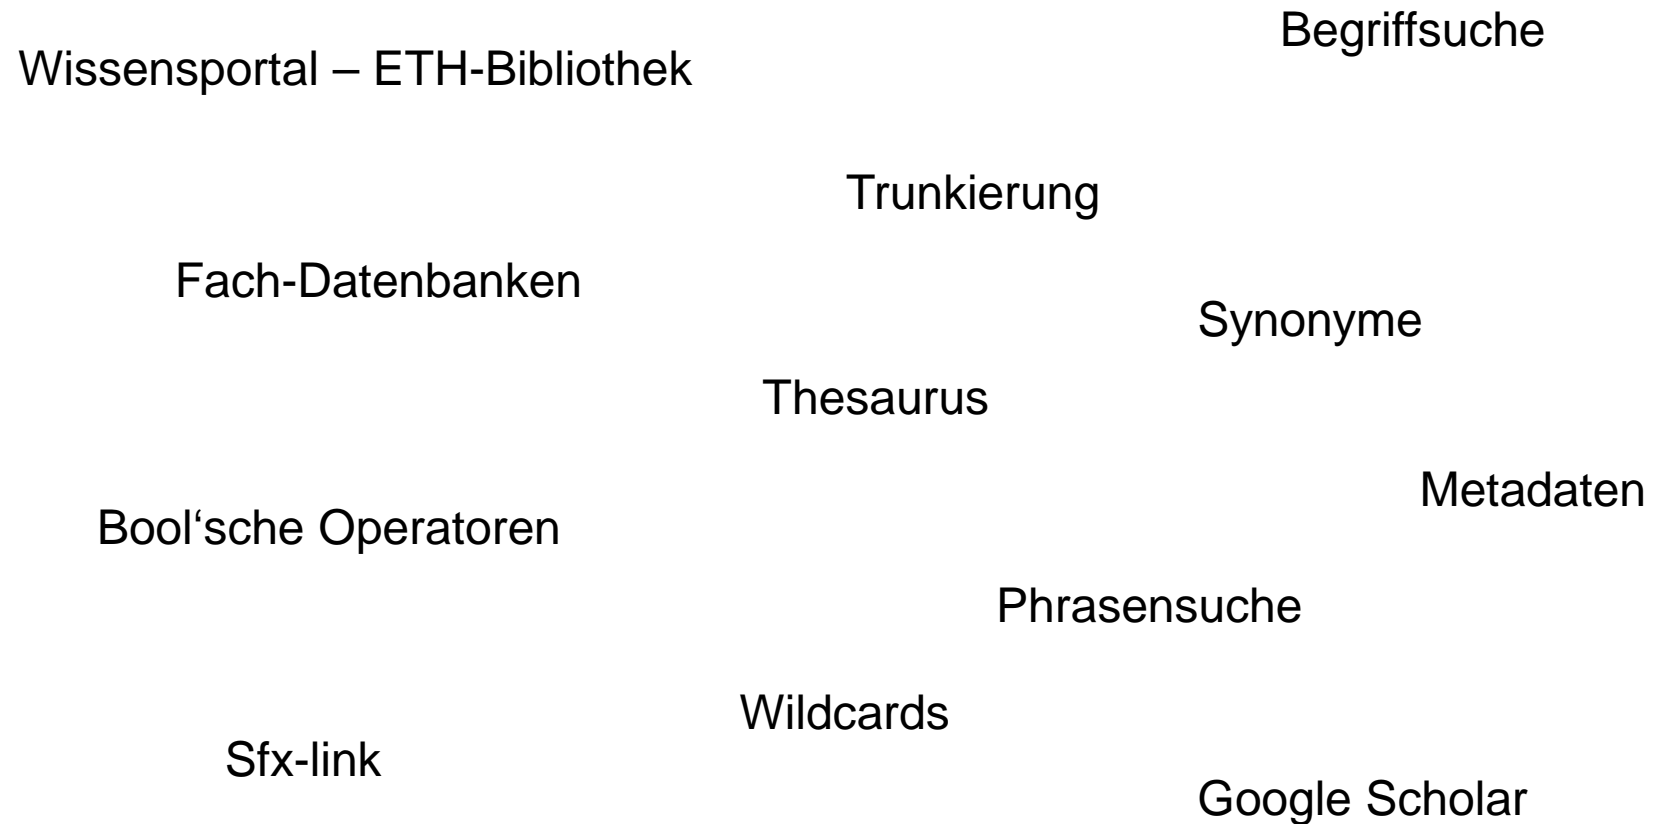 Begriffsuche
Wissensportal – ETH-Bibliothek
Trunkierung
Fach-Datenbanken
Synonyme
Thesaurus
Metadaten
Bool‘sche Operatoren
Phrasensuche
Wildcards
Sfx-link
Google Scholar